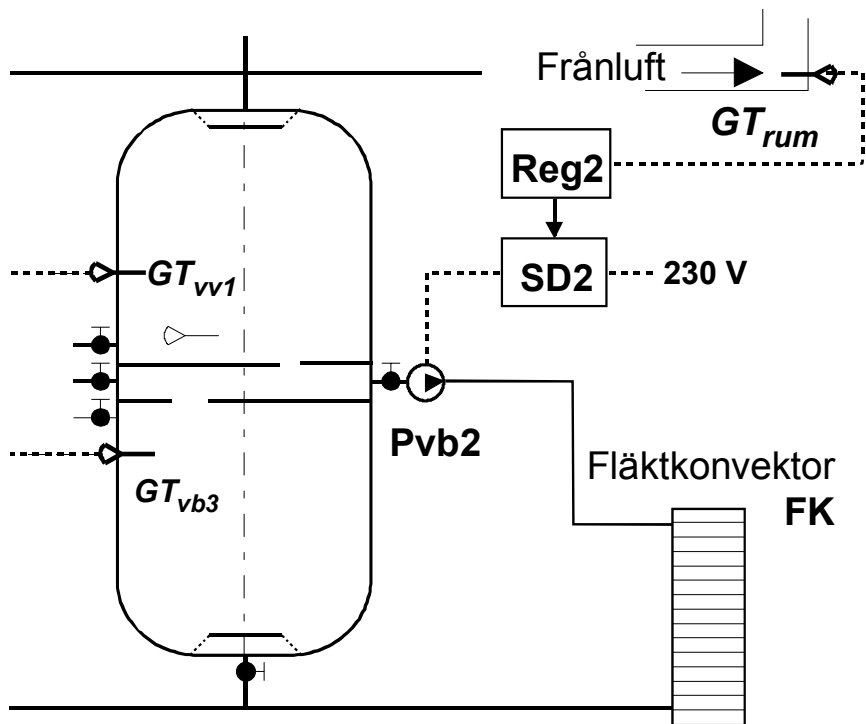 Frånluft
GTrum
Reg2
GTvv1
SD2
230 V
Pvb2
Fläktkonvektor
GTvb3
FK